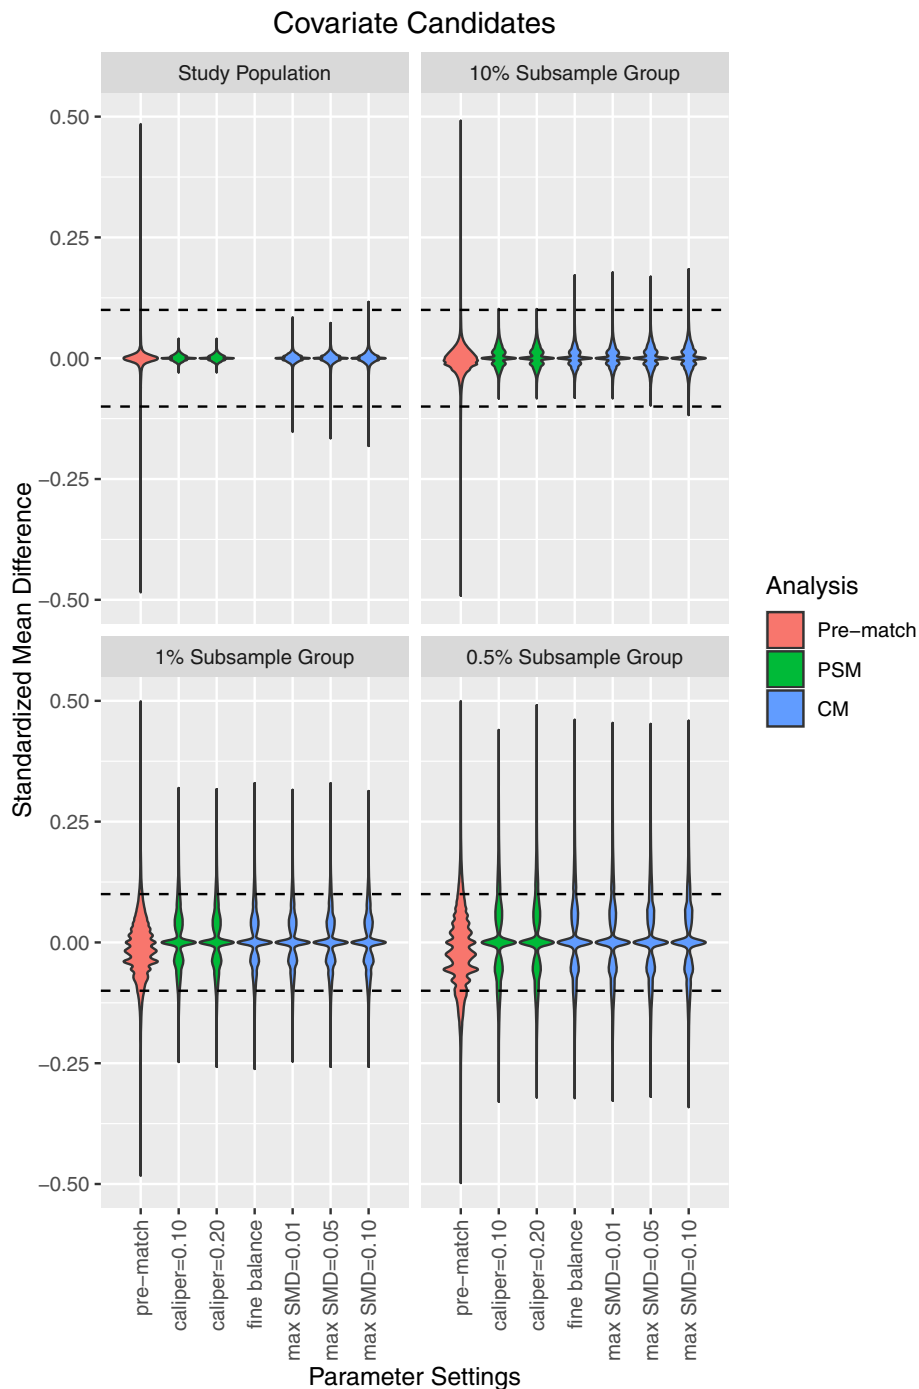 Covariate Candidates
Study Population
10% Subsample Group
0.50
0.25
0.00
−0.25
−0.50
1% Subsample Group
0.5% Subsample Group
0.50
0.25
0.00
−0.25
−0.50
Standardized Mean Difference
pre−match
caliper=0.10
caliper=0.20
fine balance
max SMD=0.01
max SMD=0.05
max SMD=0.10
pre−match
caliper=0.10
caliper=0.20
fine balance
max SMD=0.01
max SMD=0.05
max SMD=0.10
Parameter Settings
Analysis
Pre−match
PSM
CM